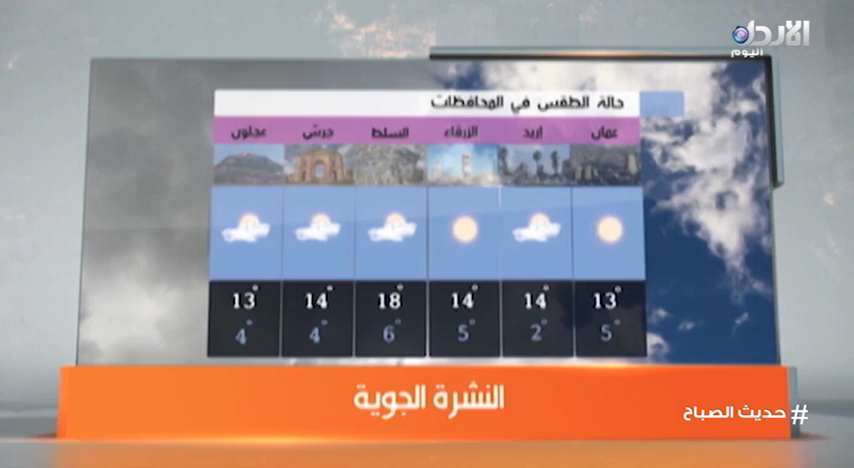 الأردن
اليوم
حالة الطقس في المحافظات
عمان إربد الزرقاء السلط جرش عجلون
13° 14° 14° 18° 14° 13°
5° 2° 5° 6° 4° 4°
النشرة الجوية
#حديث الصباح